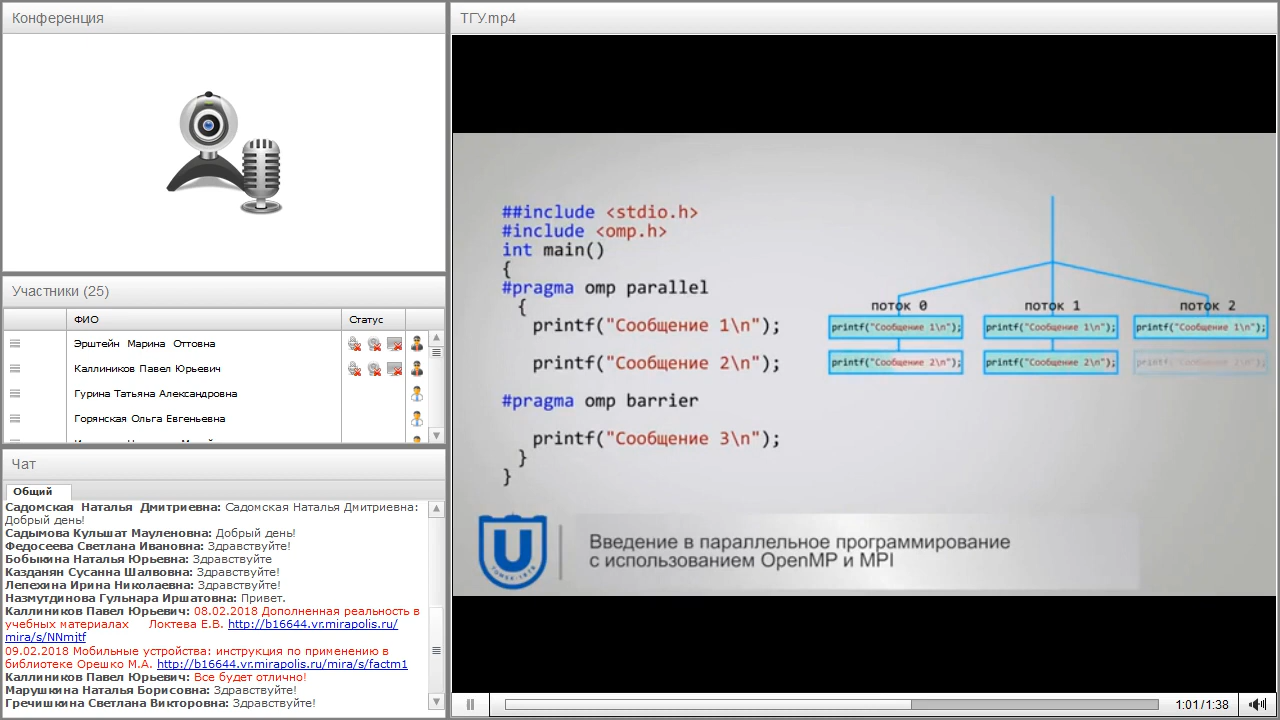 Конференция
Участники (25)
ФИО Статус
Эрштейн Марина Оттовна
Каллиников Павел Юрьевич
Гурина Татьяна Александровна
Горянская Ольга Евгеньевна
Чат
Общий
Садомская Наталья Дмитриевна: Садомская Наталья Дмитриевна:
Добрый день!
Садымова Кульшат Мауленовна: Добрый день!
Федосеева Светлана Ивановна: Здравствуйте!
Бобыкина Наталья Юрьевна: Здравствуйте
Казданян Сусанна Шалвовна: Здравствуйте!
Лепехина Ирина Николаевна: Здравствуйте!
Назмутдинова Гульнара Иршатовна: Привет.
Каллиников Павел Юрьевич: 08.02.2018 Дополненная реальность в
учебных материалах Локтева Е.В. http://b16644.vr.mirapolis.ru/
mira/s/NNmjtf
09.02.2018 Мобильные устройства: инструкция по применению в
библиотеке Орешко М.А. http://b16644.vr.mirapolis.ru/mira/s/factm1
Каллиников Павел Юрьевич: Все будет отлично!
Марушкина Наталья Борисовна: Здравствуйте!
Гречишкина Светлана Викторовна: Здравствуйте!
ТГУ.mp4
##include <stdio.h>
#include <omp.h>
int main()
{
#pragma omp parallel
{
printf("Сообщение 1\n");
printf("Сообщение 2\n");
#pragma omp barrier
printf("Сообщение 3\n");
}
}
поток 0 поток 1 поток 2
printf("Сообщение 1\n"); printf("Сообщение 1\n"); printf("Сообщение 1\n");
printf("Сообщение 2\n"); printf("Сообщение 2\n"); printf("Сообщение 2\n");
U
TOMSK·1878
Введение в параллельное программирование
с использованием OpenMP и MPI
1:01/1:38